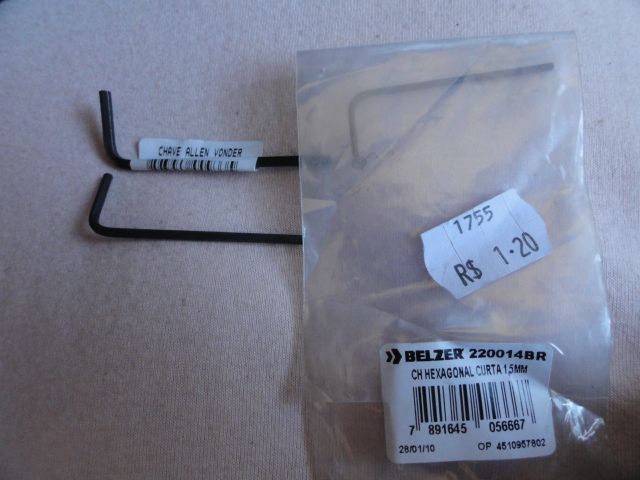 CHAVE ALLEN VONDER
1755
R$ 1.20
BELZER 220014BR
CH HEXAGONAL CURTA 1,5MM
7 891645 056667
28/01/10 OP 4510957802